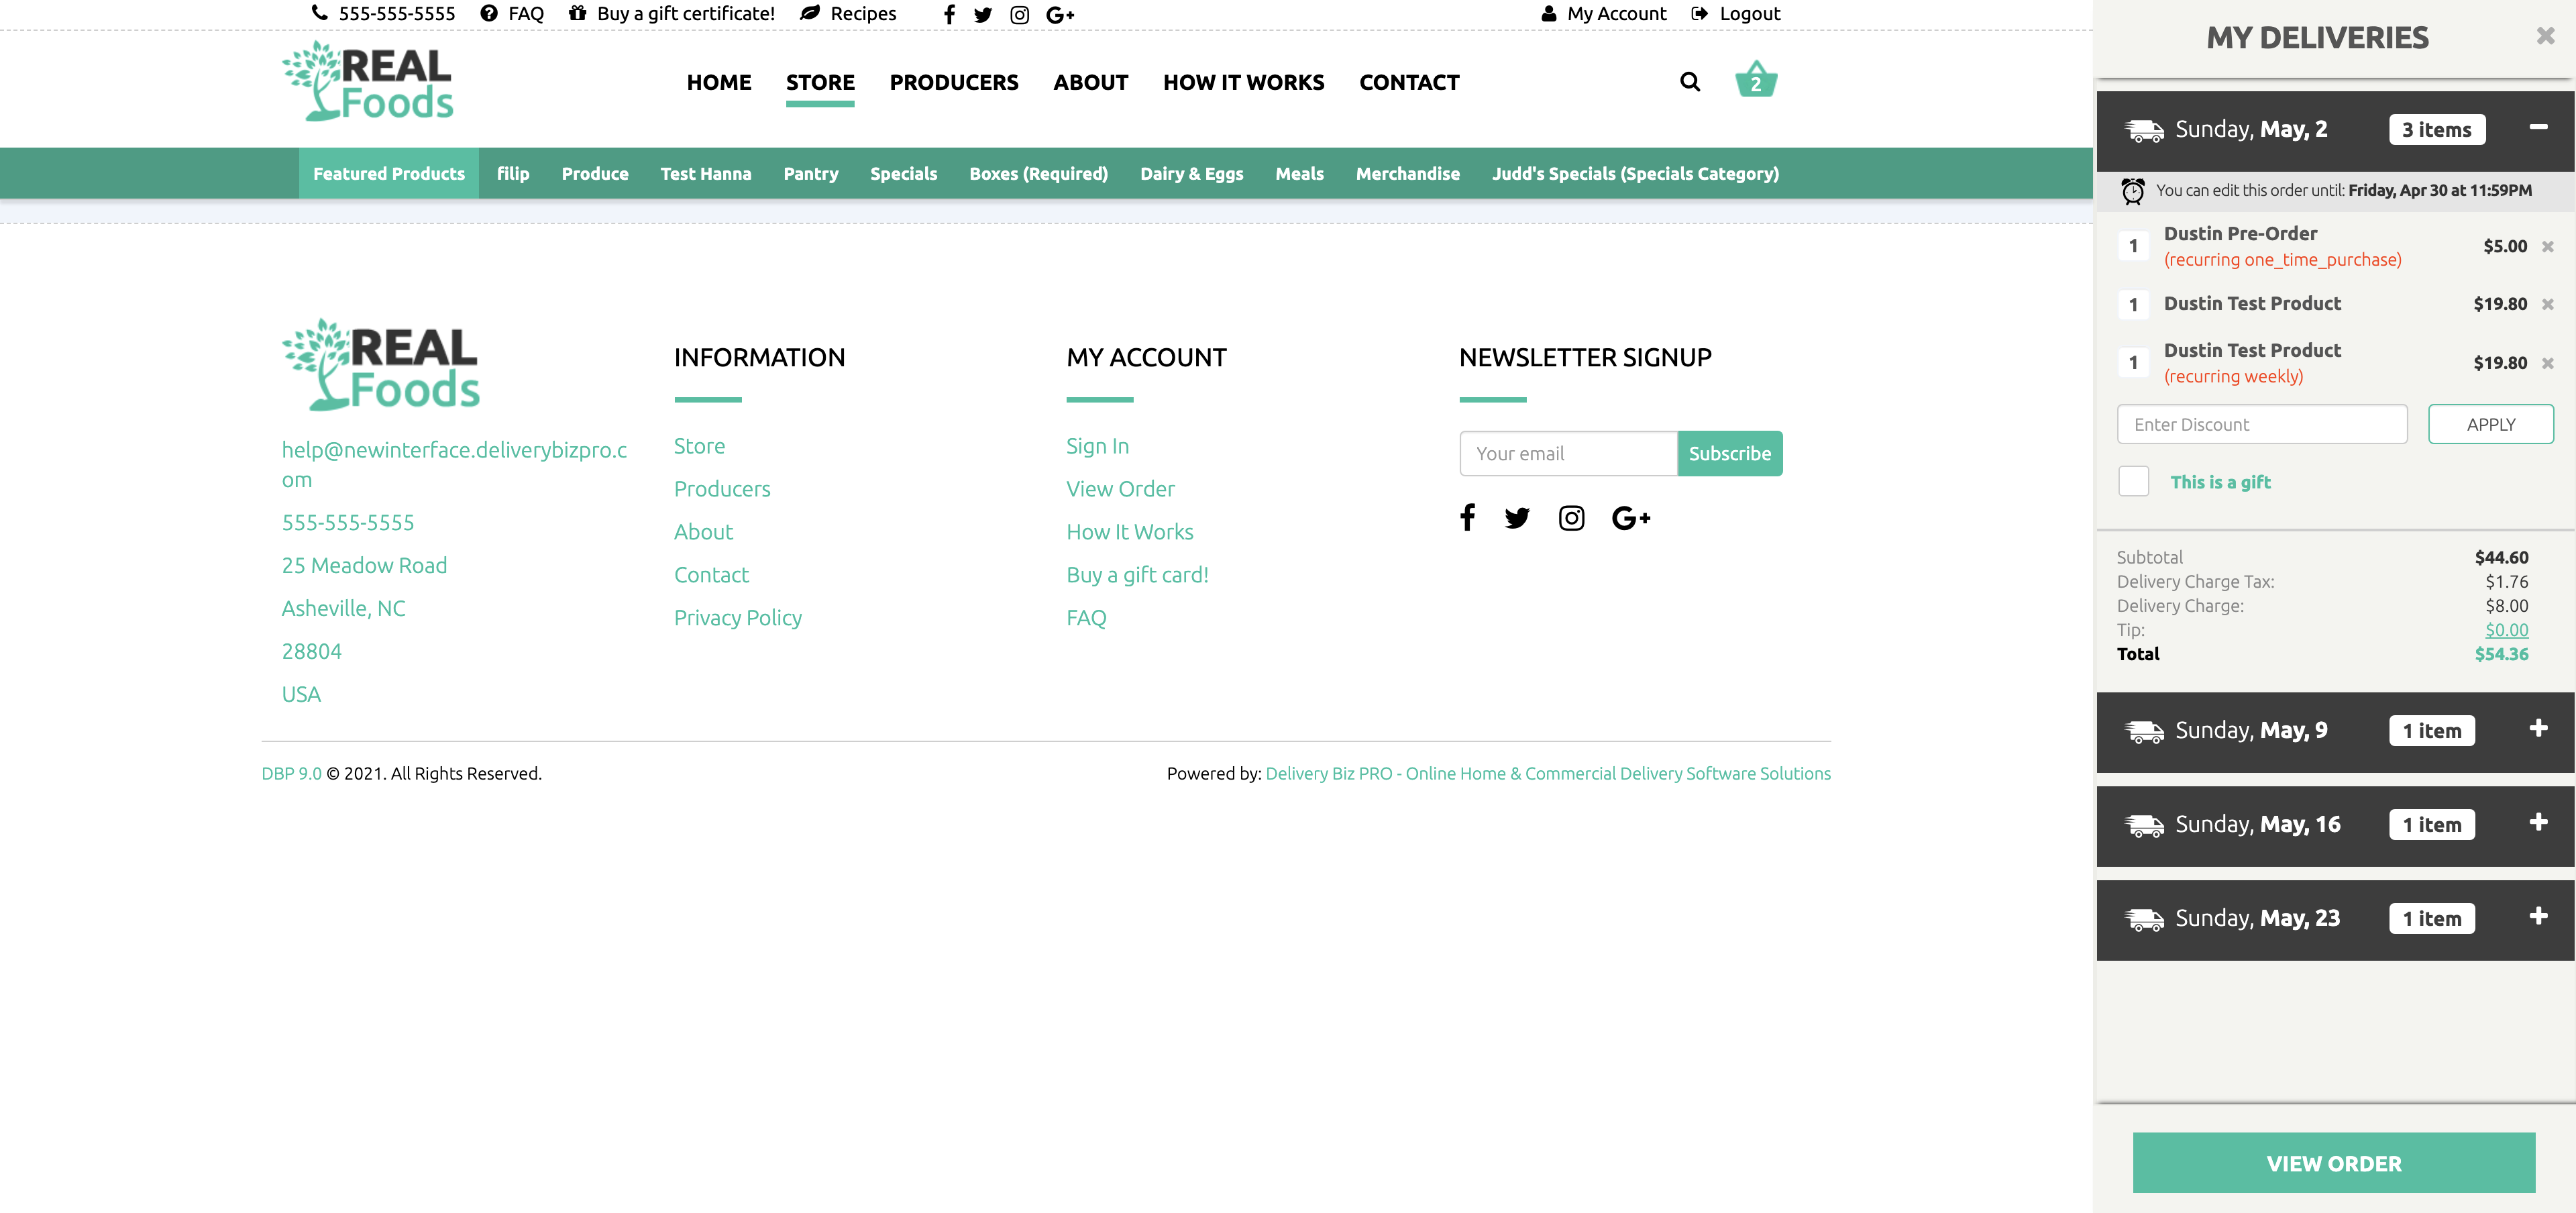 555-555-5555 FAQ Buy a gift certificate! Recipes G+ My Account Logout
REAL
Foods
HOME STORE PRODUCERS ABOUT HOW IT WORKS CONTACT 2
Featured Products filip Produce Test Hanna Pantry Specials Boxes (Required) Dairy & Eggs Meals Merchandise Judd's Specials (Specials Category)
REAL
Foods
help@newinterface.deliverybizpro.c
om
555-555-5555
25 Meadow Road
Asheville, NC
28804
USA
INFORMATION
Store
Producers
About
Contact
Privacy Policy
MY ACCOUNT
Sign In
View Order
How It Works
Buy a gift card!
FAQ
NEWSLETTER SIGNUP
Your email Subscribe
G+
DBP 9.0 © 2021. All Rights Reserved.
Powered by: Delivery Biz PRO - Online Home & Commercial Delivery Software Solutions
MY DELIVERIES
Sunday, May, 2 3 items
You can edit this order until: Friday, Apr 30 at 11:59PM
1 Dustin Pre-Order $5.00
(recurring one_time_purchase)
1 Dustin Test Product $19.80
1 Dustin Test Product $19.80
(recurring weekly)
Enter Discount APPLY
This is a gift
Subtotal $44.60
Delivery Charge Tax: $1.76
Delivery Charge: $8.00
Tip: $0.00
Total $54.36
Sunday, May, 9 1 item
Sunday, May, 16 1 item
Sunday, May, 23 1 item
VIEW ORDER